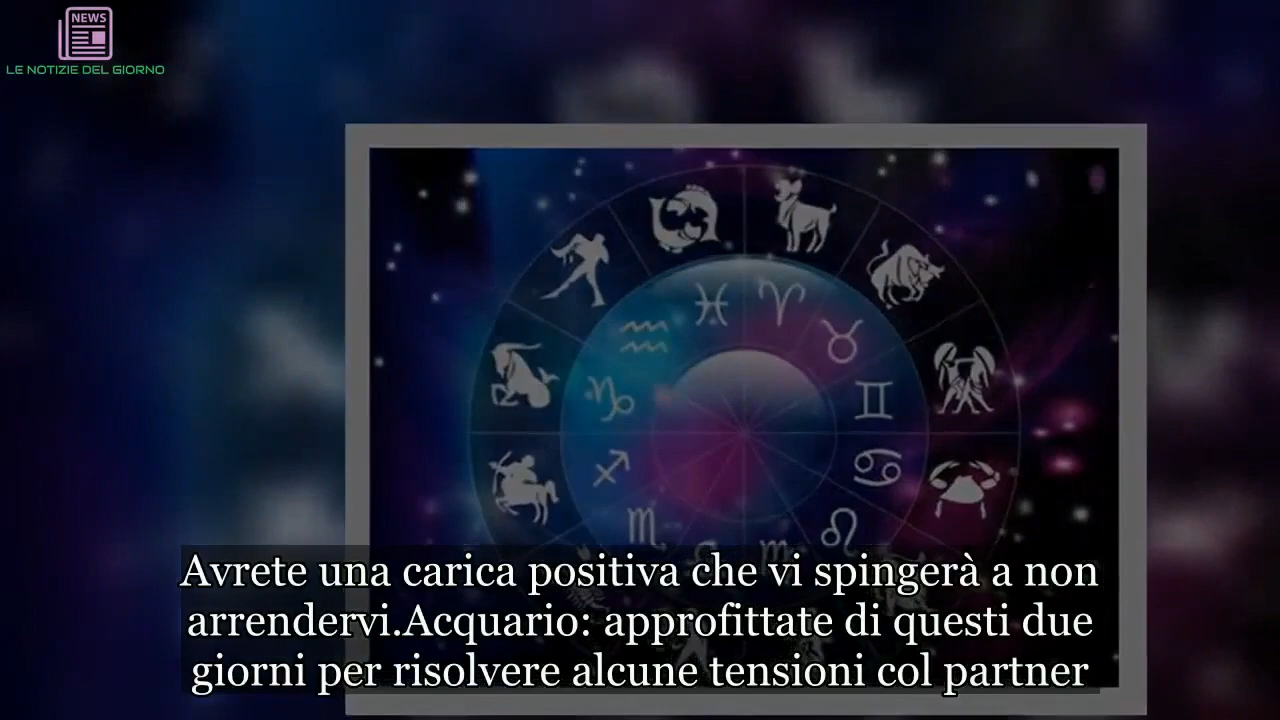 NEWS
LE NOTIZIE DEL GIORNO
Avrete una carica positiva che vi spingerà a non
arrendervi.Acquario: approfittate di questi due
giorni per risolvere alcune tensioni col partner